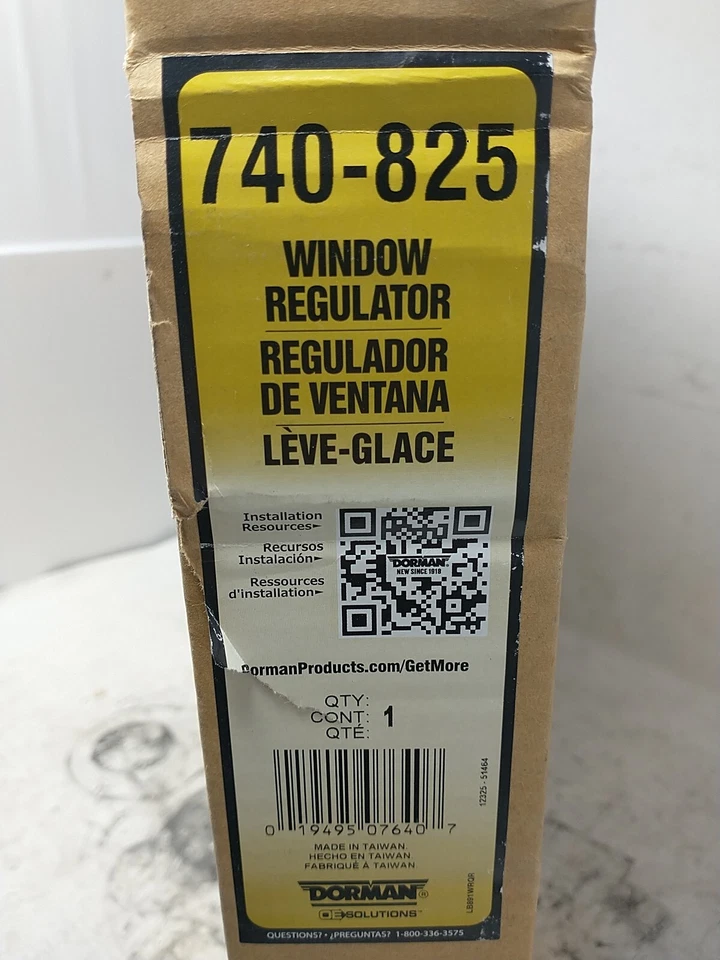 740-825
WINDOW
REGULATOR
REGULADOR
DE VENTANA
LÈVE-GLACE
Installation
Resources
Recursos
Instalación
Ressources
d'installation
DORMAN
NEW SINCE 1918
DormanProducts.com/GetMore
QTY:
CONT: 1
QTÉ:
0 19495 07640 7
12325 - 51464
MADE IN TAIWAN.
HECHO EN TAIWAN
FABRIQUÉ À TAIWAN.
DORMAN®
OE SOLUTIONS™
LB891WRQR
QUESTIONS? • ¿PREGUNTAS? 1-800-336-3575